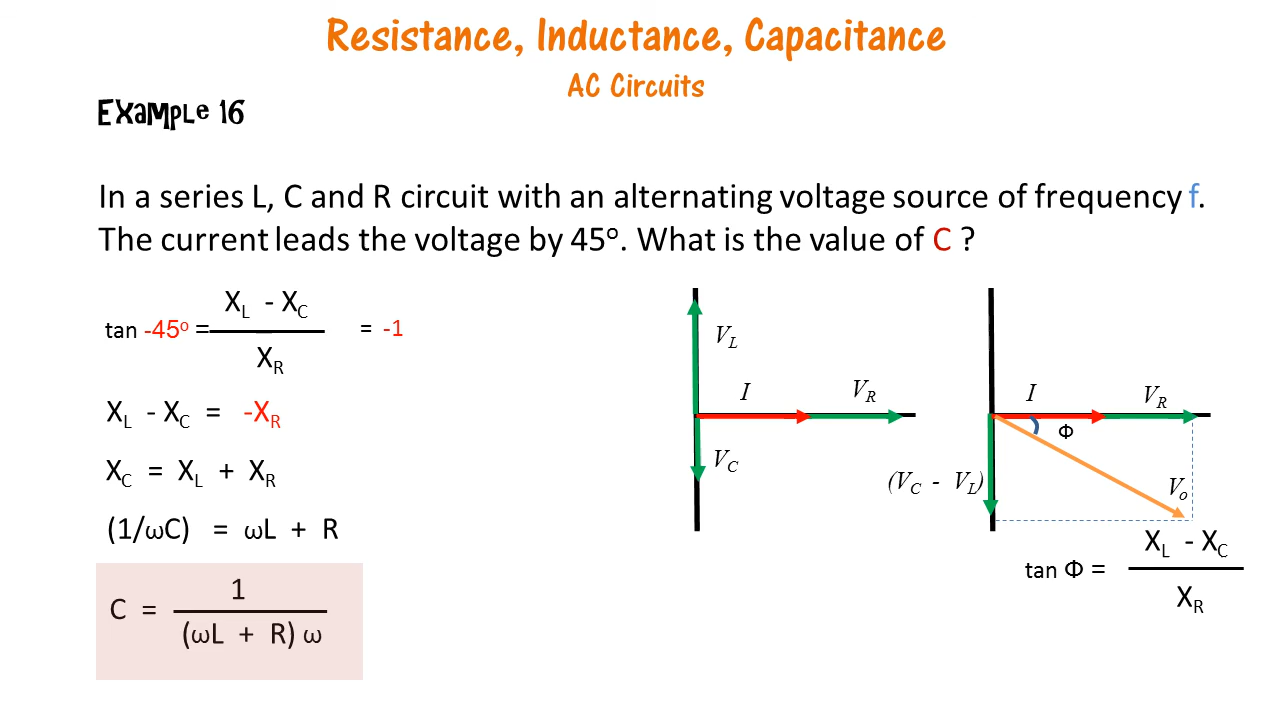 Resistance, Inductance, Capacitance
AC Circuits
Example 16
In a series L, C and R circuit with an alternating voltage source of frequency f.
The current leads the voltage by 45°. What is the value of C ?
tan -45° = (X_L - X_C) / X_R = -1
X_L - X_C = -X_R
X_C = X_L + X_R
(1/ωC) = ωL + R
C = 1 / (ωL + R) ω
V_L
I
V_R
V_C
I
V_R
Φ
(V_C - V_L)
V_o
tan Φ = (X_L - X_C) / X_R